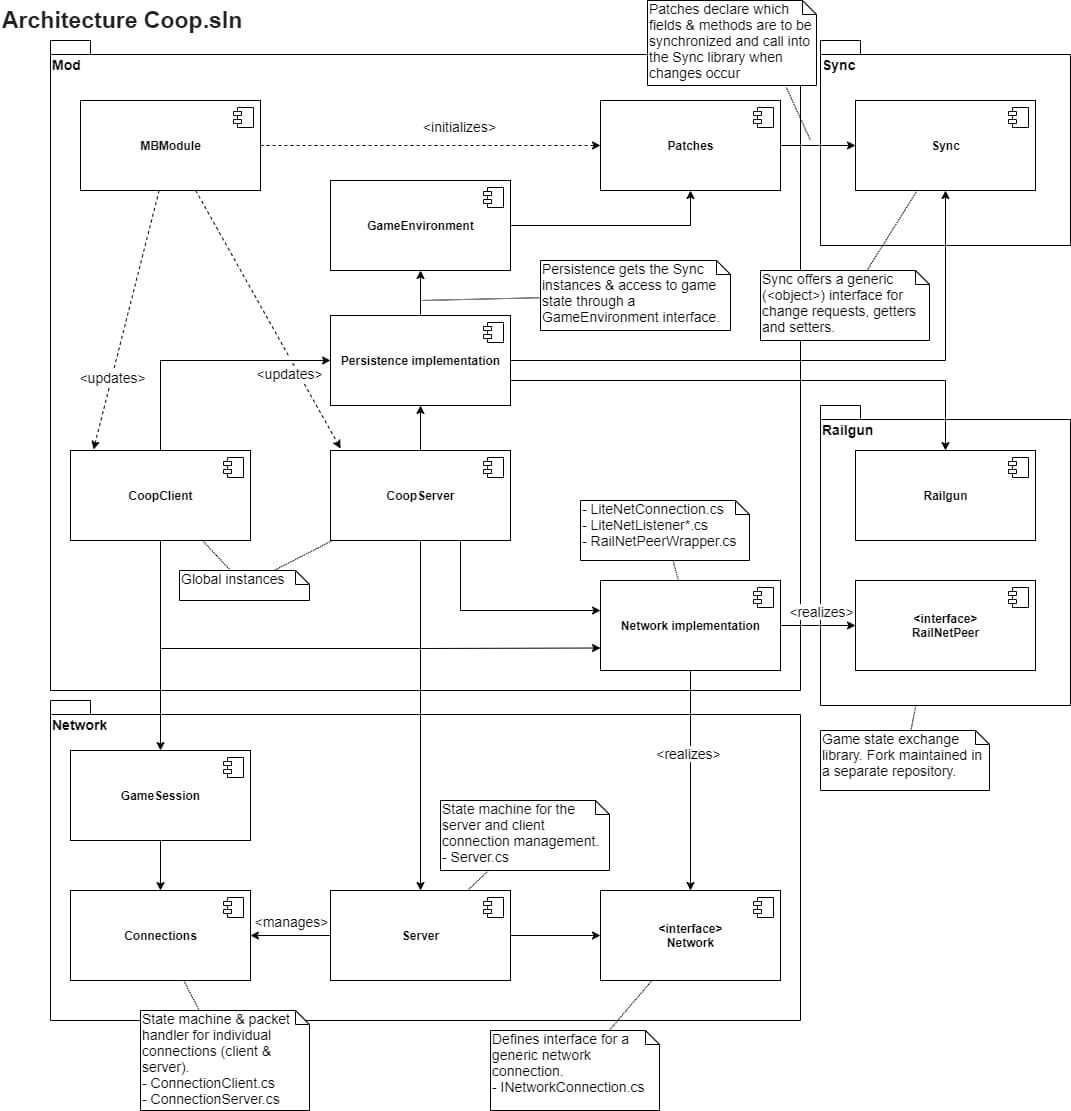 Architecture Coop.sln
Patches declare which
fields & methods are to be
synchronized and call into
the Sync library when
changes occur
Mod
Sync
MBModule
<initializes>
Patches
Sync
GameEnvironment
Persistence gets the Sync
instances & access to game
state through a
GameEnvironment interface.
Sync offers a generic
(<object>) interface for
change requests, getters
and setters.
Persistence implementation
<updates>
<updates>
Railgun
CoopClient
CoopServer
Railgun
- LiteNetConnection.cs
- LiteNetListener*.cs
- RailNetPeerWrapper.cs
Global instances
Network implementation
<realizes>
<interface>
RailNetPeer
Network
<realizes>
Game state exchange
library. Fork maintained in
a separate repository.
GameSession
State machine for the
server and client
connection management.
- Server.cs
Connections
<manages>
Server
<interface>
Network
State machine & packet
handler for individual
connections (client &
server).
- ConnectionClient.cs
- ConnectionServer.cs
Defines interface for a
generic network
connection.
- INetworkConnection.cs